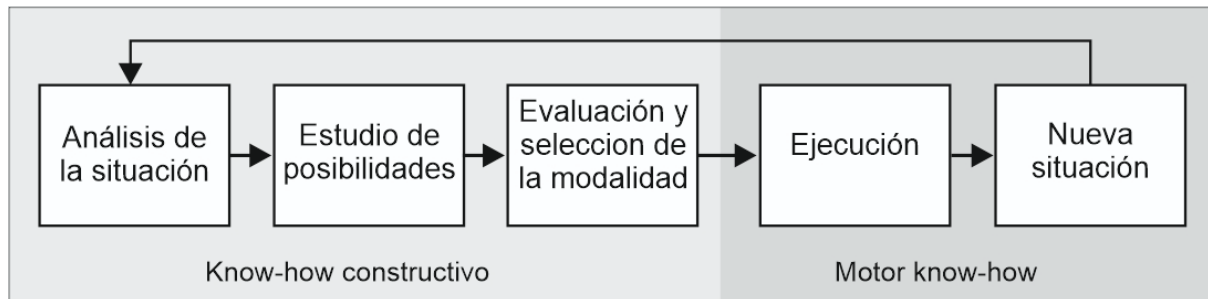 Análisis de
la situación
Estudio de
posibilidades
Evaluación y
seleccion de
la modalidad
Ejecución
Nueva
situación
Know-how constructivo
Motor know-how